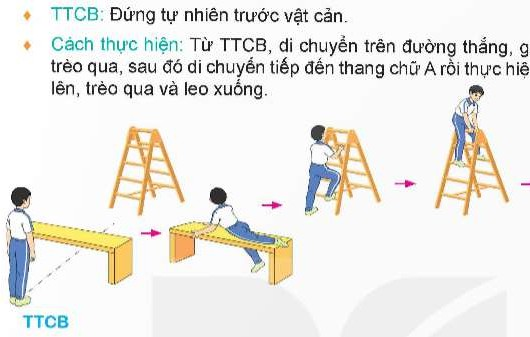 TTCB: Đứng tự nhiên trước vật cản.
Cách thực hiện: Từ TTCB, di chuyển trên đường thẳng, g
trèo qua, sau đó di chuyển tiếp đến thang chữ A rồi thực hiệ
lên, trèo qua và leo xuống.
TTCB